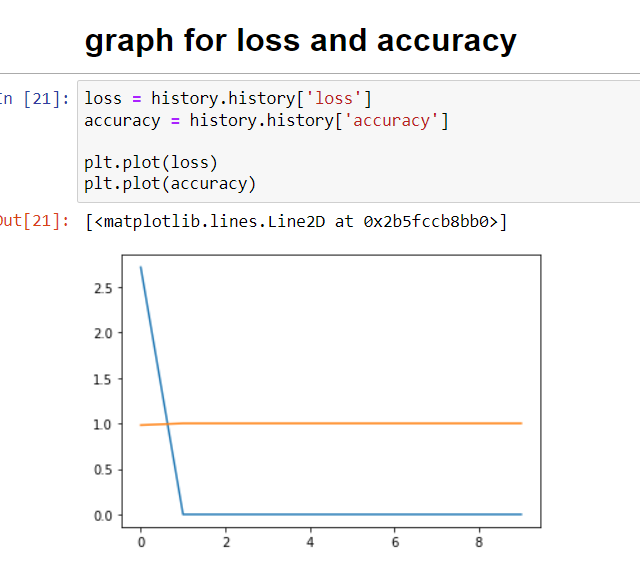 graph for loss and accuracy
n [21]:
loss = history.history['loss']
accuracy = history.history['accuracy']
plt.plot(loss)
plt.plot(accuracy)
Out[21]: [<matplotlib.lines.Line2D at 0x2b5fccb8bb0>]
2.5
2.0
1.5
1.0
0.5
0.0
0 2 4 6 8